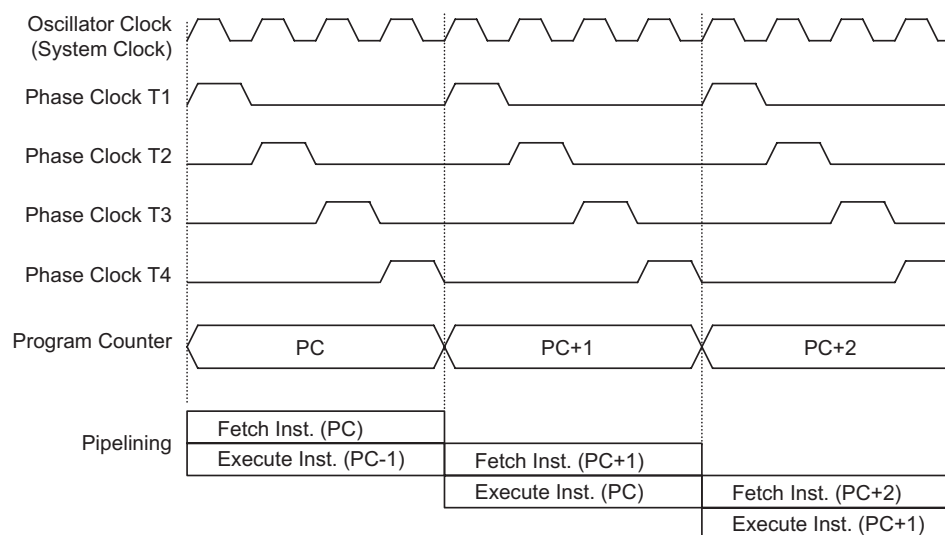 Oscillator Clock
(System Clock)
Phase Clock T1
Phase Clock T2
Phase Clock T3
Phase Clock T4
Program Counter
PC
PC+1
PC+2
Pipelining
Fetch Inst. (PC)
Execute Inst. (PC-1)
Fetch Inst. (PC+1)
Execute Inst. (PC)
Fetch Inst. (PC+2)
Execute Inst. (PC+1)